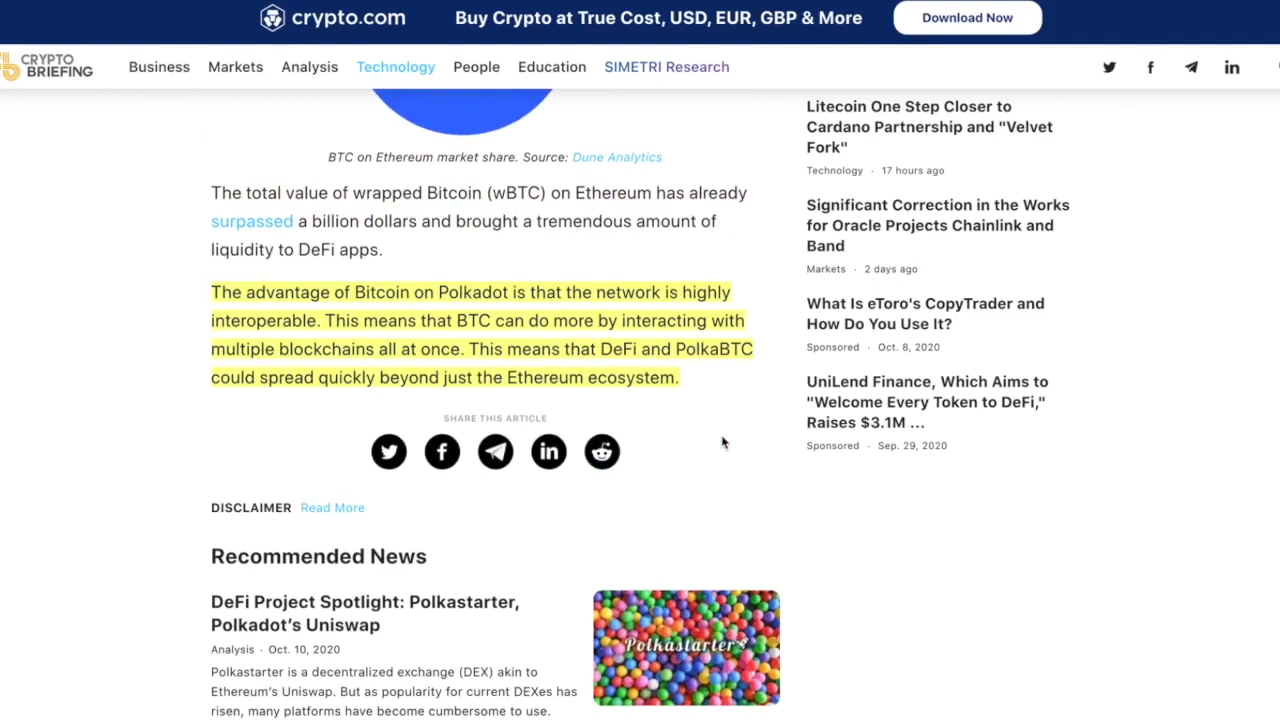 crypto.com
Buy Crypto at True Cost, USD, EUR, GBP & More
Download Now
CRYPTO
BRIEFING
Business
Markets
Analysis
Technology
People
Education
SIMETRI Research
BTC on Ethereum market share. Source: Dune Analytics
The total value of wrapped Bitcoin (wBTC) on Ethereum has already
surpassed a billion dollars and brought a tremendous amount of
liquidity to DeFi apps.
The advantage of Bitcoin on Polkadot is that the network is highly
interoperable. This means that BTC can do more by interacting with
multiple blockchains all at once. This means that DeFi and PolkaBTC
could spread quickly beyond just the Ethereum ecosystem.
SHARE THIS ARTICLE
DISCLAIMER Read More
Recommended News
DeFi Project Spotlight: Polkastarter,
Polkadot's Uniswap
Analysis · Oct. 10, 2020
Polkastarter is a decentralized exchange (DEX) akin to
Ethereum's Uniswap. But as popularity for current DEXes has
risen, many platforms have become cumbersome to use.
Polkastarter
Litecoin One Step Closer to
Cardano Partnership and "Velvet
Fork"
Technology · 17 hours ago
Significant Correction in the Works
for Oracle Projects Chainlink and
Band
Markets · 2 days ago
What Is eToro's CopyTrader and
How Do You Use It?
Sponsored · Oct. 8, 2020
UniLend Finance, Which Aims to
"Welcome Every Token to DeFi,"
Raises $3.1M ...
Sponsored · Sep. 29, 2020